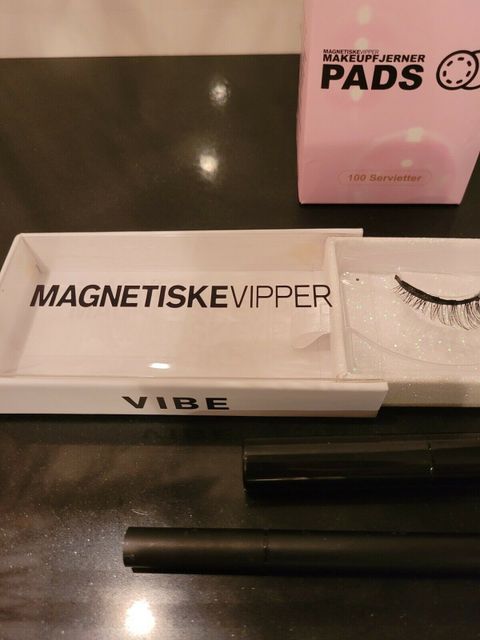 MAGNETISKEVIPPER
MAKEUPFJERNER
PADS
100 Servietter
MAGNETISKEVIPPER
VIBE